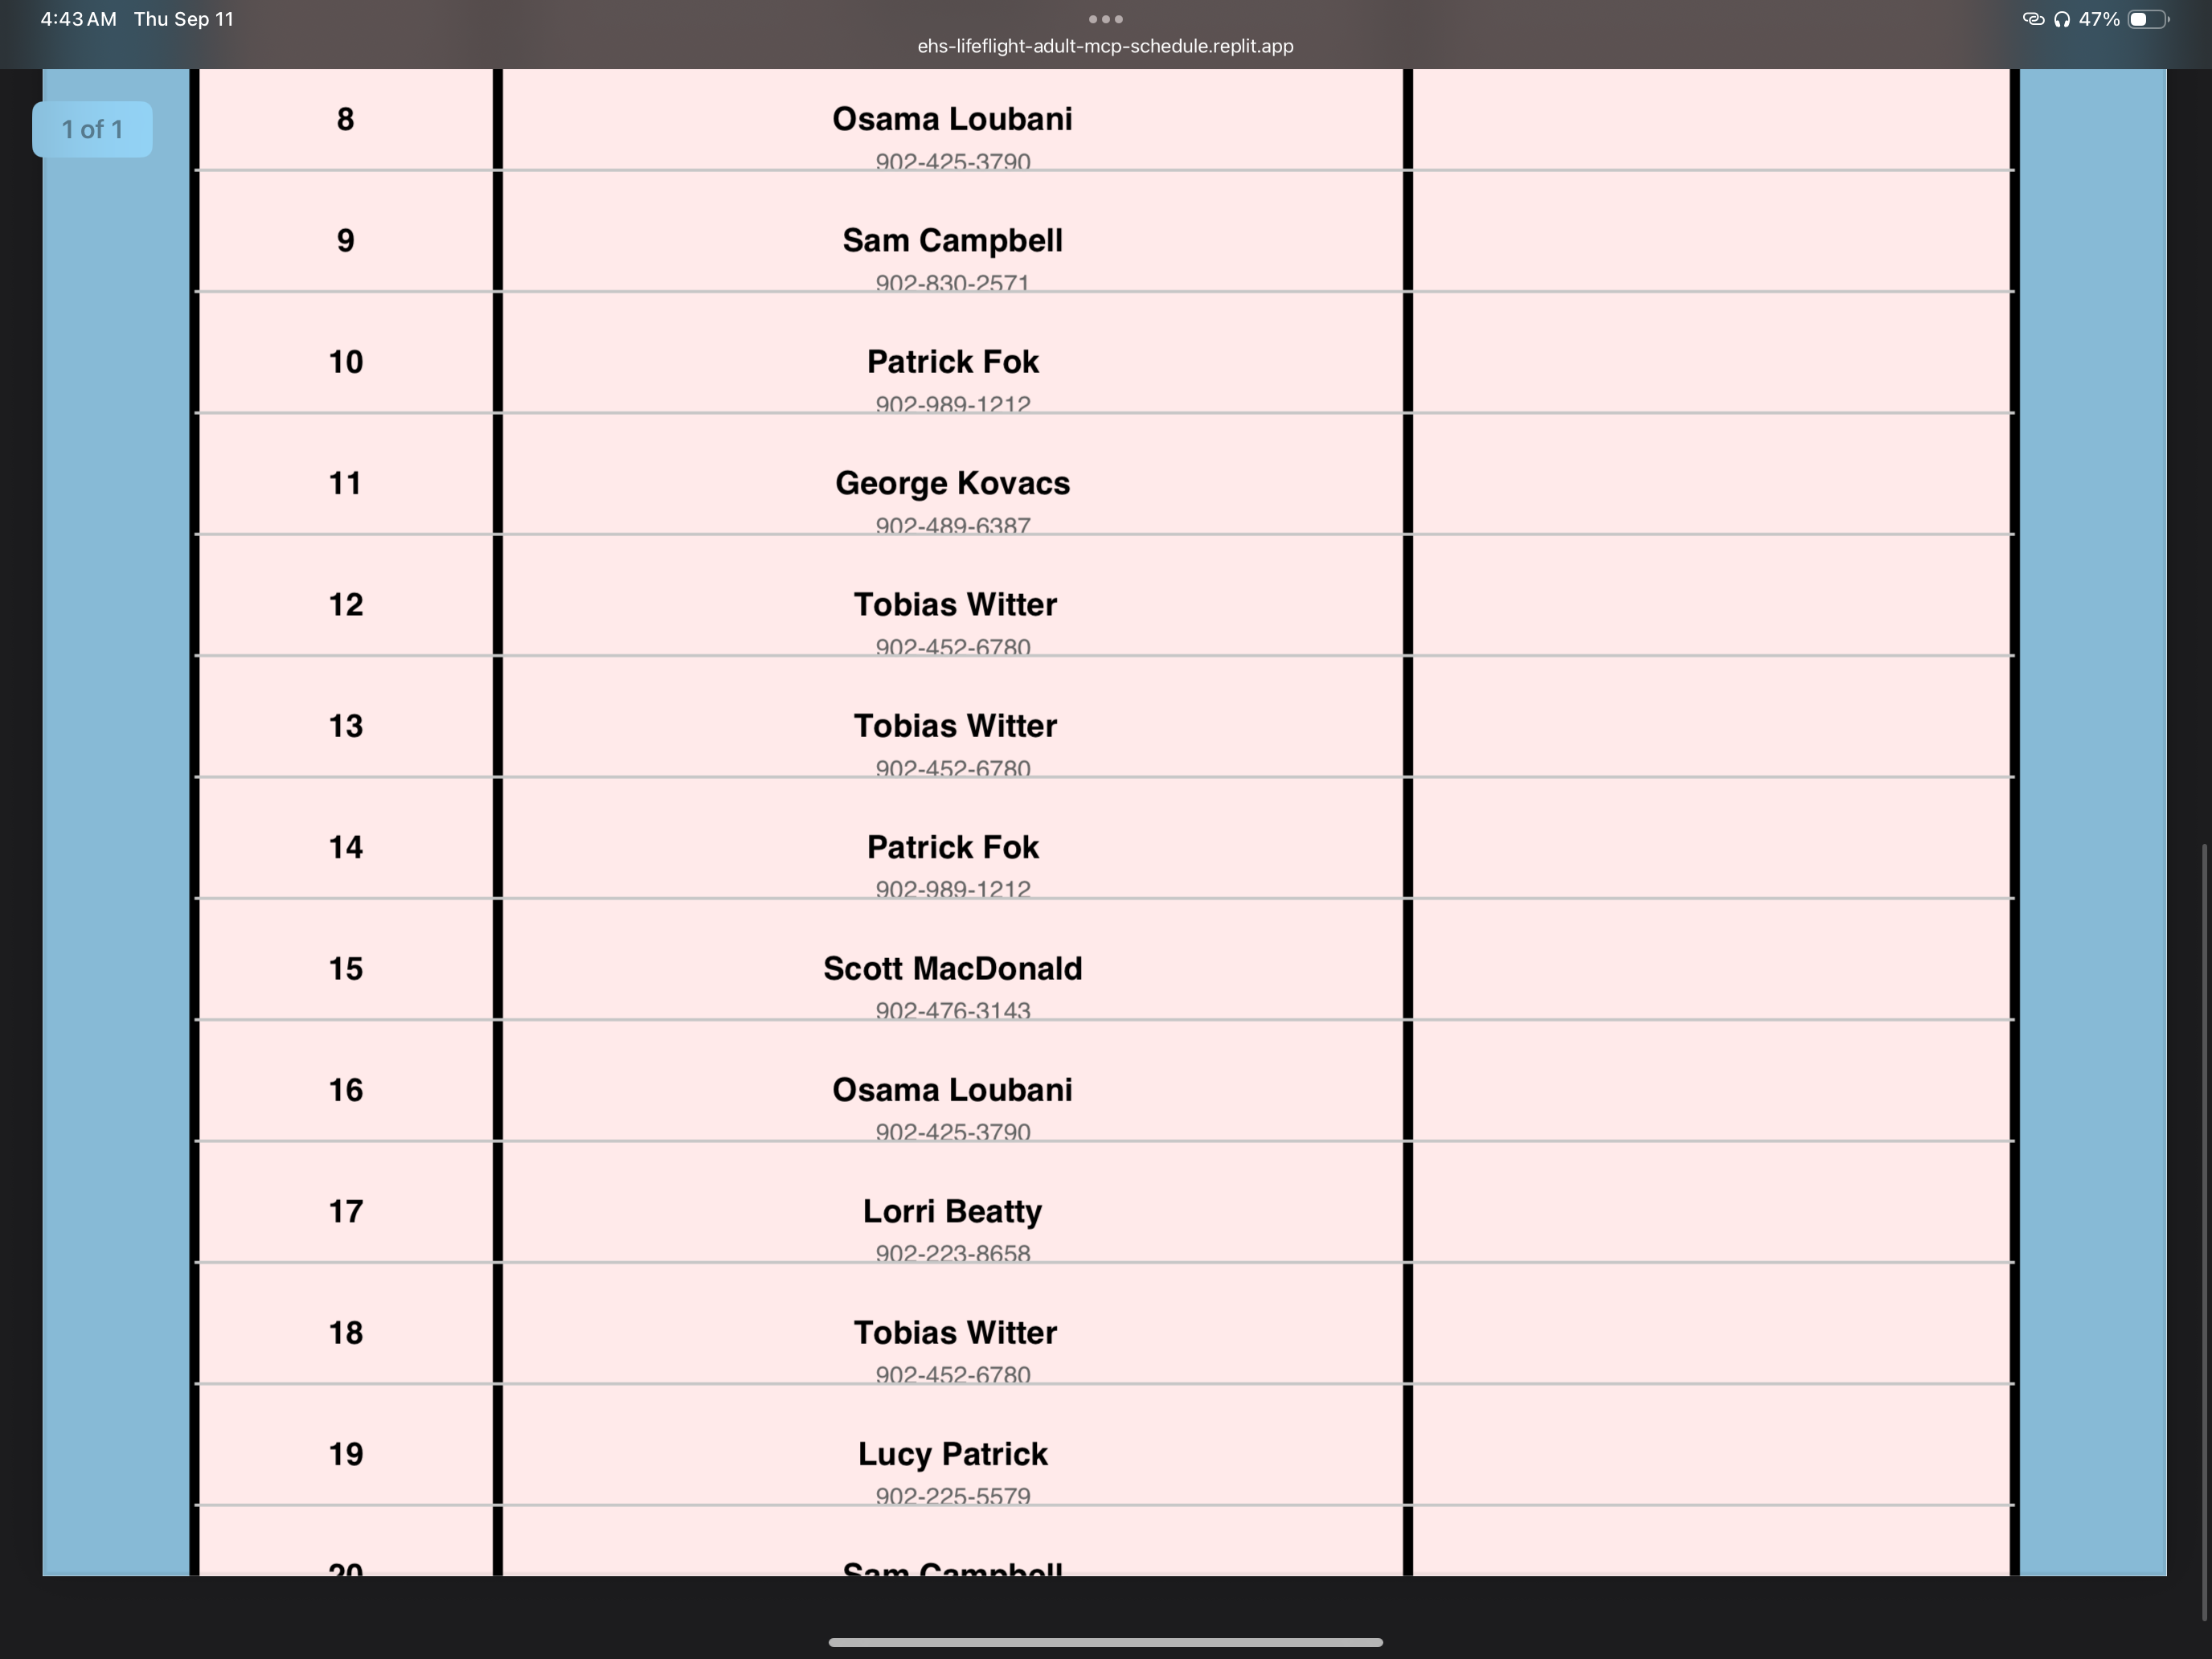 4:43 AM Thu Sep 11
47%
ehs-lifeflight-adult-mcp-schedule.replit.app
1 of 1
8 Osama Loubani
902-425-3790
9 Sam Campbell
902-830-2571
10 Patrick Fok
902-989-1212
11 George Kovacs
902-489-6387
12 Tobias Witter
902-452-6780
13 Tobias Witter
902-452-6780
14 Patrick Fok
902-989-1212
15 Scott MacDonald
902-476-3143
16 Osama Loubani
902-425-3790
17 Lorri Beatty
902-223-8658
18 Tobias Witter
902-452-6780
19 Lucy Patrick
902-225-5579
20 Sam Campbell